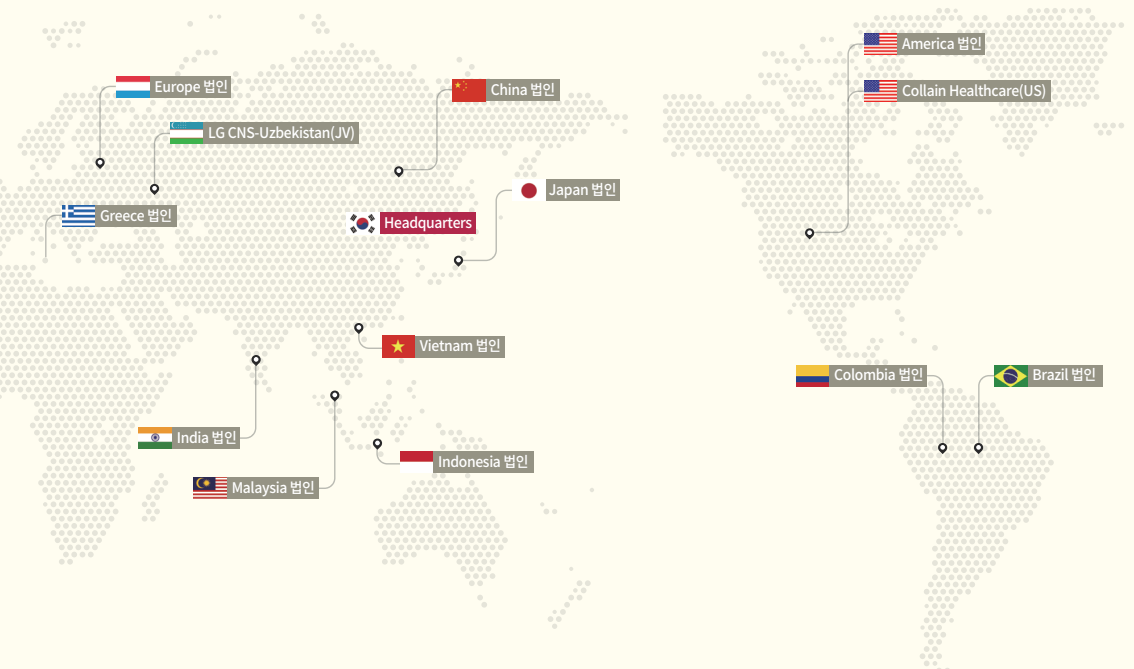 America 법인
Europe 법인
China 법인
Collain Healthcare(US)
LG CNS-Uzbekistan(JV)
Japan 법인
Greece 법인
Headquarters
Vietnam 법인
Colombia 법인
Brazil 법인
India 법인
Indonesia 법인
Malaysia 법인